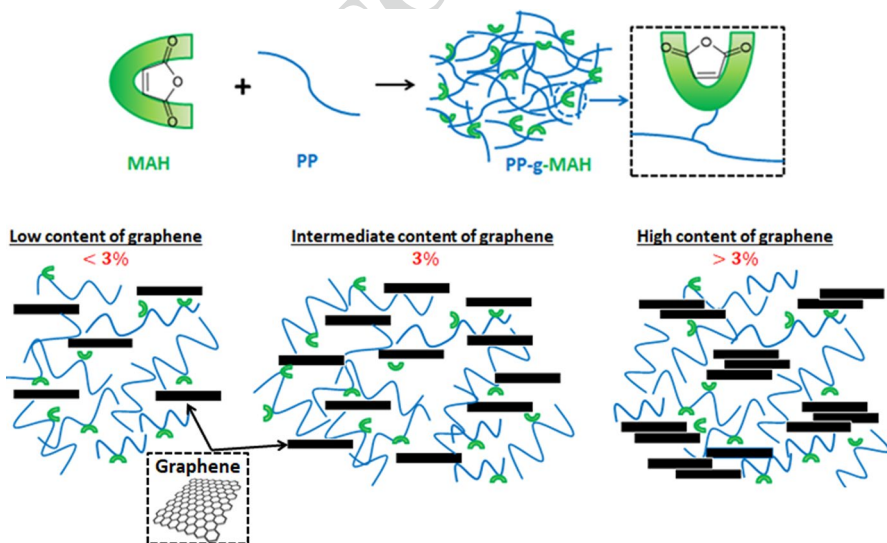 O
O
O
O
O
O
+
MAH
PP
PP-g-MAH
Low content of graphene
< 3%
Intermediate content of graphene
3%
High content of graphene
> 3%
Graphene